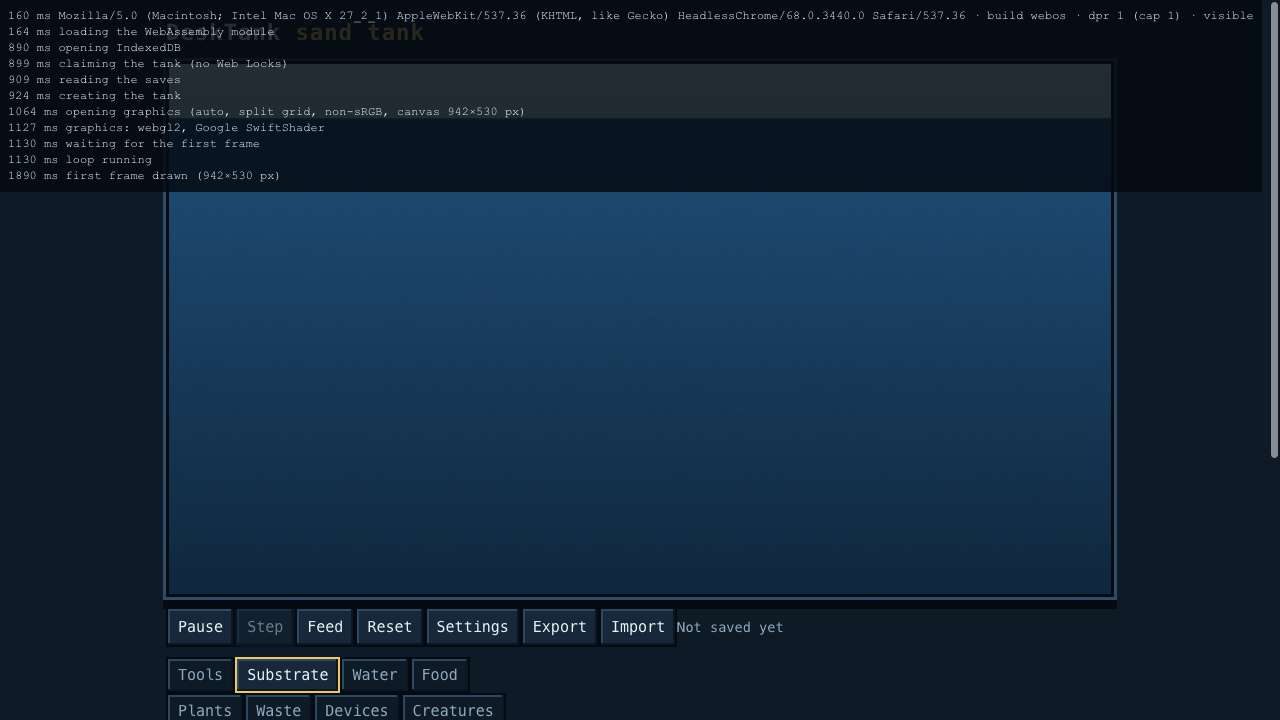 160 ms Mozilla/5.0 (Macintosh; Intel Mac OS X 27_2_1) AppleWebKit/537.36 (KHTML, like Gecko) HeadlessChrome/68.0.3440.0 Safari/537.36 · build webos · dpr 1 (cap 1) · visible
164 ms loading the WebAssembly module
DeskTank sand tank
890 ms opening IndexedDB
899 ms claiming the tank (no Web Locks)
909 ms reading the saves
924 ms creating the tank
1064 ms opening graphics (auto, split grid, non-sRGB, canvas 942×530 px)
1127 ms graphics: webgl2, Google SwiftShader
1130 ms waiting for the first frame
1130 ms loop running
1890 ms first frame drawn (942×530 px)
Pause Step Feed Reset Settings Export Import Not saved yet
Tools Substrate Water Food
Plants Waste Devices Creatures